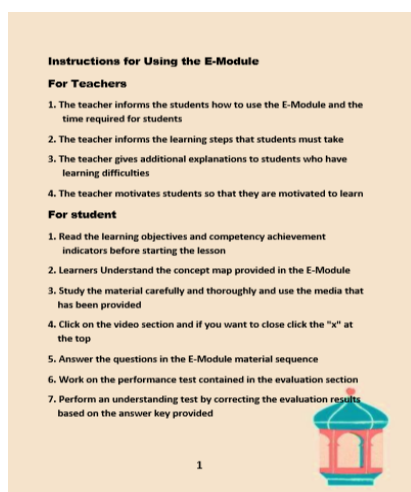 Instructions for Using the E-Module
For Teachers
1. The teacher informs the students how to use the E-Module and the
time required for students
2. The teacher informs the learning steps that students must take
3. The teacher gives additional explanations to students who have
learning difficulties
4. The teacher motivates students so that they are motivated to learn
For student
1. Read the learning objectives and competency achievement
indicators before starting the lesson
2. Learners Understand the concept map provided in the E-Module
3. Study the material carefully and thoroughly and use the media that
has been provided
4. Click on the video section and if you want to close click the "x" at
the top
5. Answer the questions in the E-Module material sequence
6. Work on the performance test contained in the evaluation section
7. Perform an understanding test by correcting the evaluation results
based on the answer key provided
1